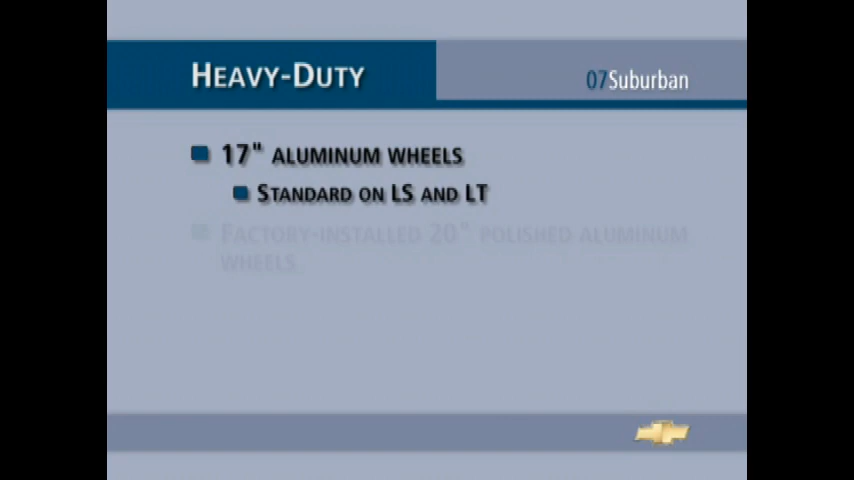 HEAVY-DUTY
07Suburban
17" ALUMINUM WHEELS
STANDARD ON LS AND LT
FACTORY-INSTALLED 20" POLISHED ALUMINUM
WHEELS